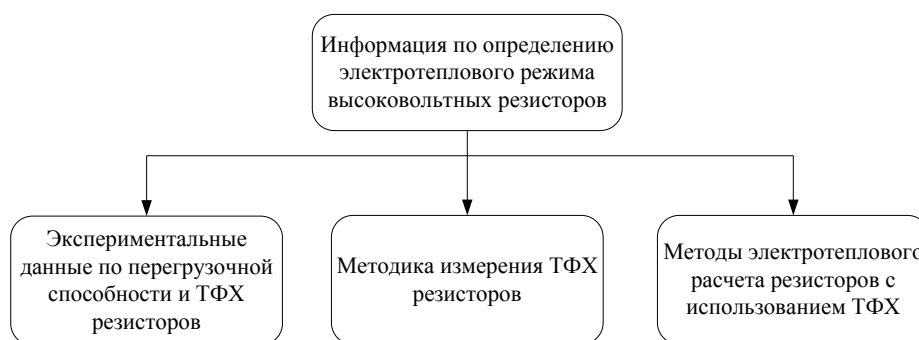 Информация по определению
электротеплового режима
высоковольтных резисторов
Экспериментальные
данные по перегрузочной
способности и ТФХ
резисторов
Методика измерения ТФХ
резисторов
Методы электротеплового
расчета резисторов с
использованием ТФХ